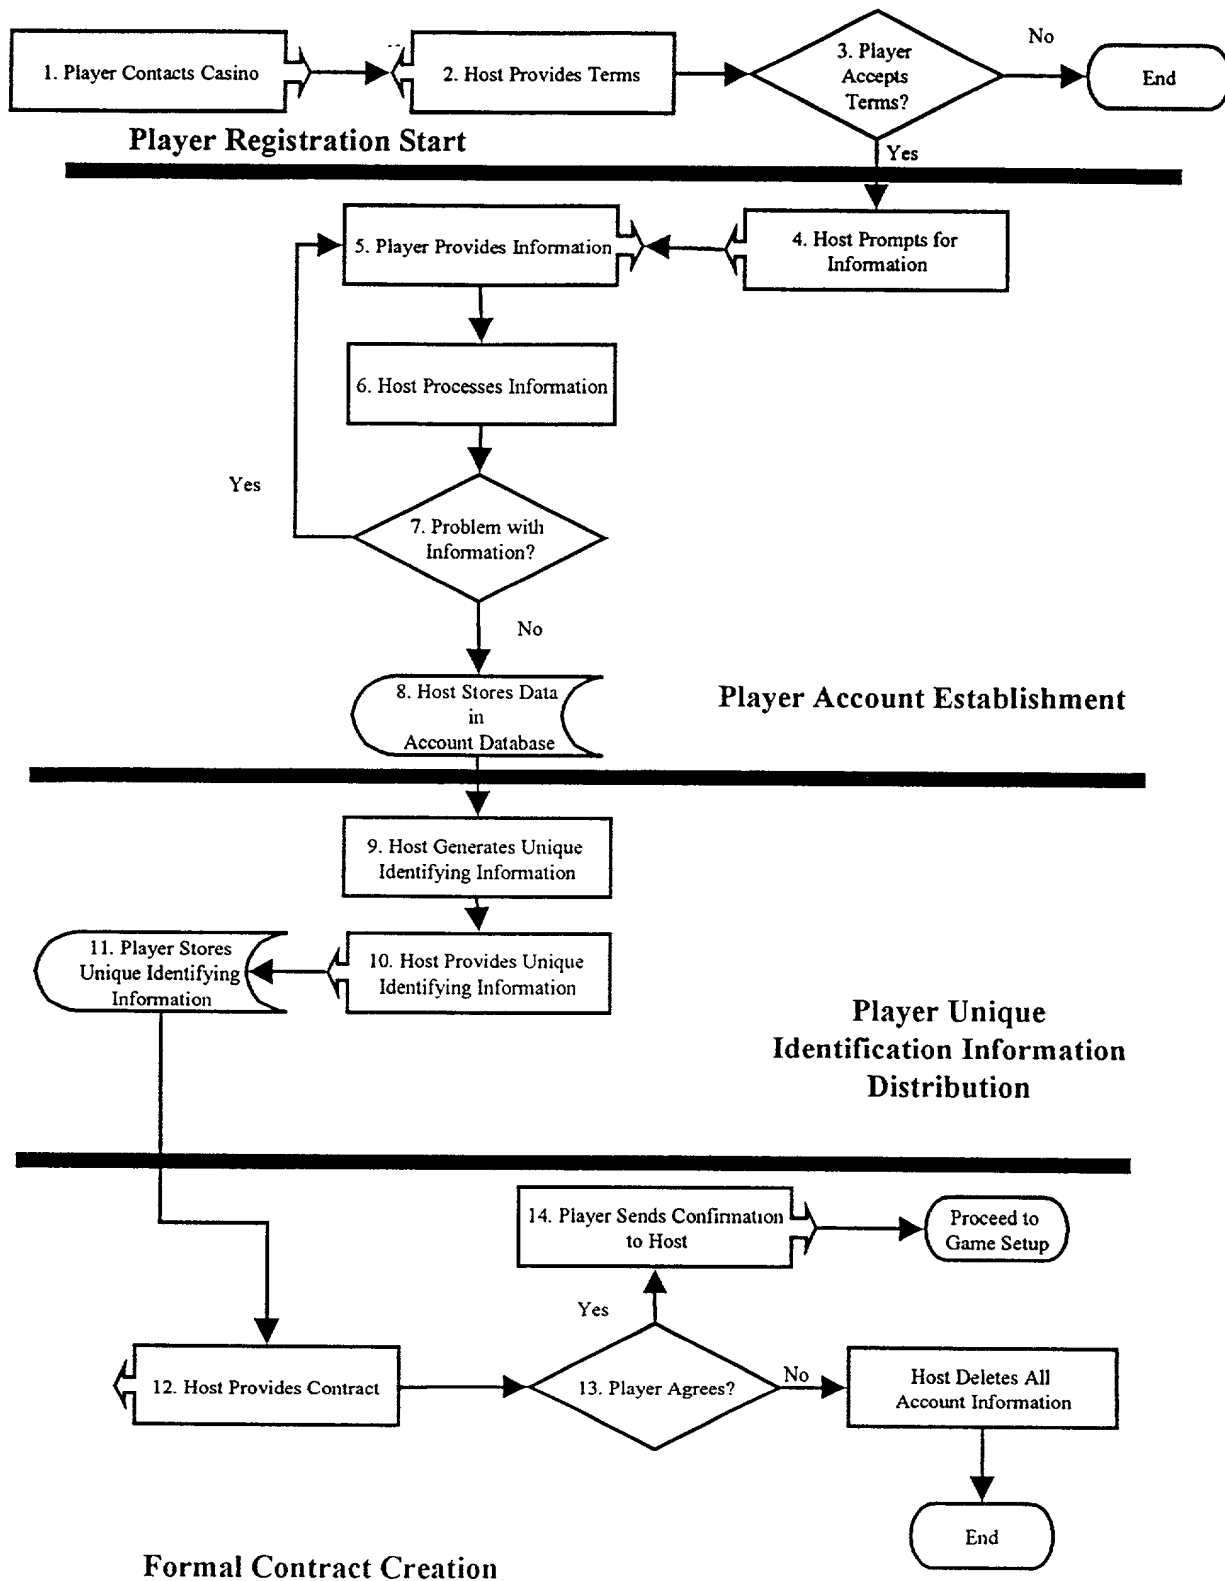 1. Player Contacts Casino
2. Host Provides Terms
3. Player
Accepts
Terms?
No
End
Player Registration Start
Yes
5. Player Provides Information
4. Host Prompts for
Information
6. Host Processes Information
Yes
7. Problem with
Information?
No
8. Host Stores Data
in
Account Database
Player Account Establishment
9. Host Generates Unique
Identifying Information
11. Player Stores
Unique Identifying
Information
10. Host Provides Unique
Identifying Information
Player Unique
Identification Information
Distribution
14. Player Sends Confirmation
to Host
Proceed to
Game Setup
Yes
12. Host Provides Contract
13. Player Agrees?
No
Host Deletes All
Account Information
End
Formal Contract Creation